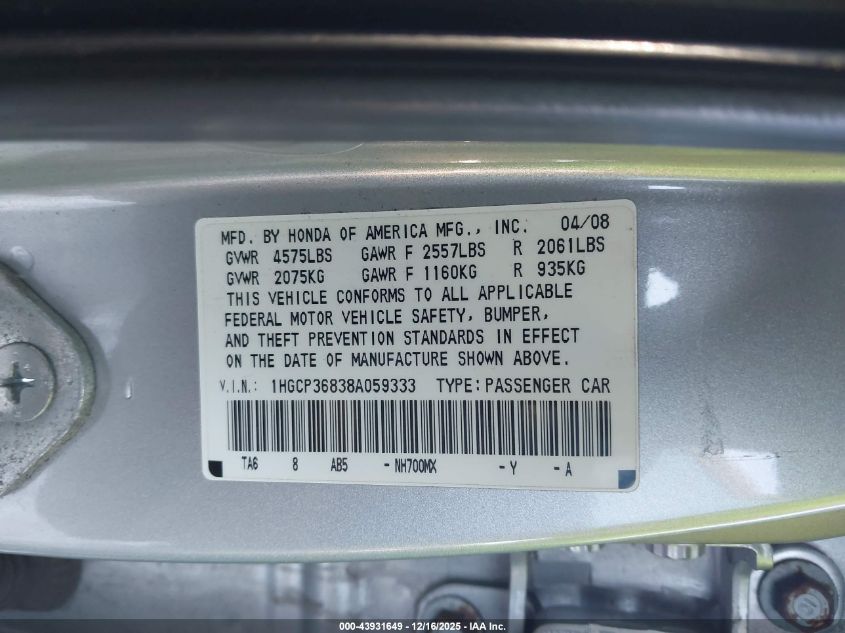 MFD. BY HONDA OF AMERICA MFG., INC. 04/08
GVWR 4575LBS GAWR F 2557LBS R 2061LBS
GVWR 2075KG GAWR F 1160KG R 935KG
THIS VEHICLE CONFORMS TO ALL APPLICABLE
FEDERAL MOTOR VEHICLE SAFETY, BUMPER,
AND THEFT PREVENTION STANDARDS IN EFFECT
ON THE DATE OF MANUFACTURE SHOWN ABOVE.
V.I.N.: 1HGCP36838A059333 TYPE: PASSENGER CAR
TA6 8 AB5 -NH700MX -Y -A
000-43931649 - 12/16/2025 - IAA Inc.